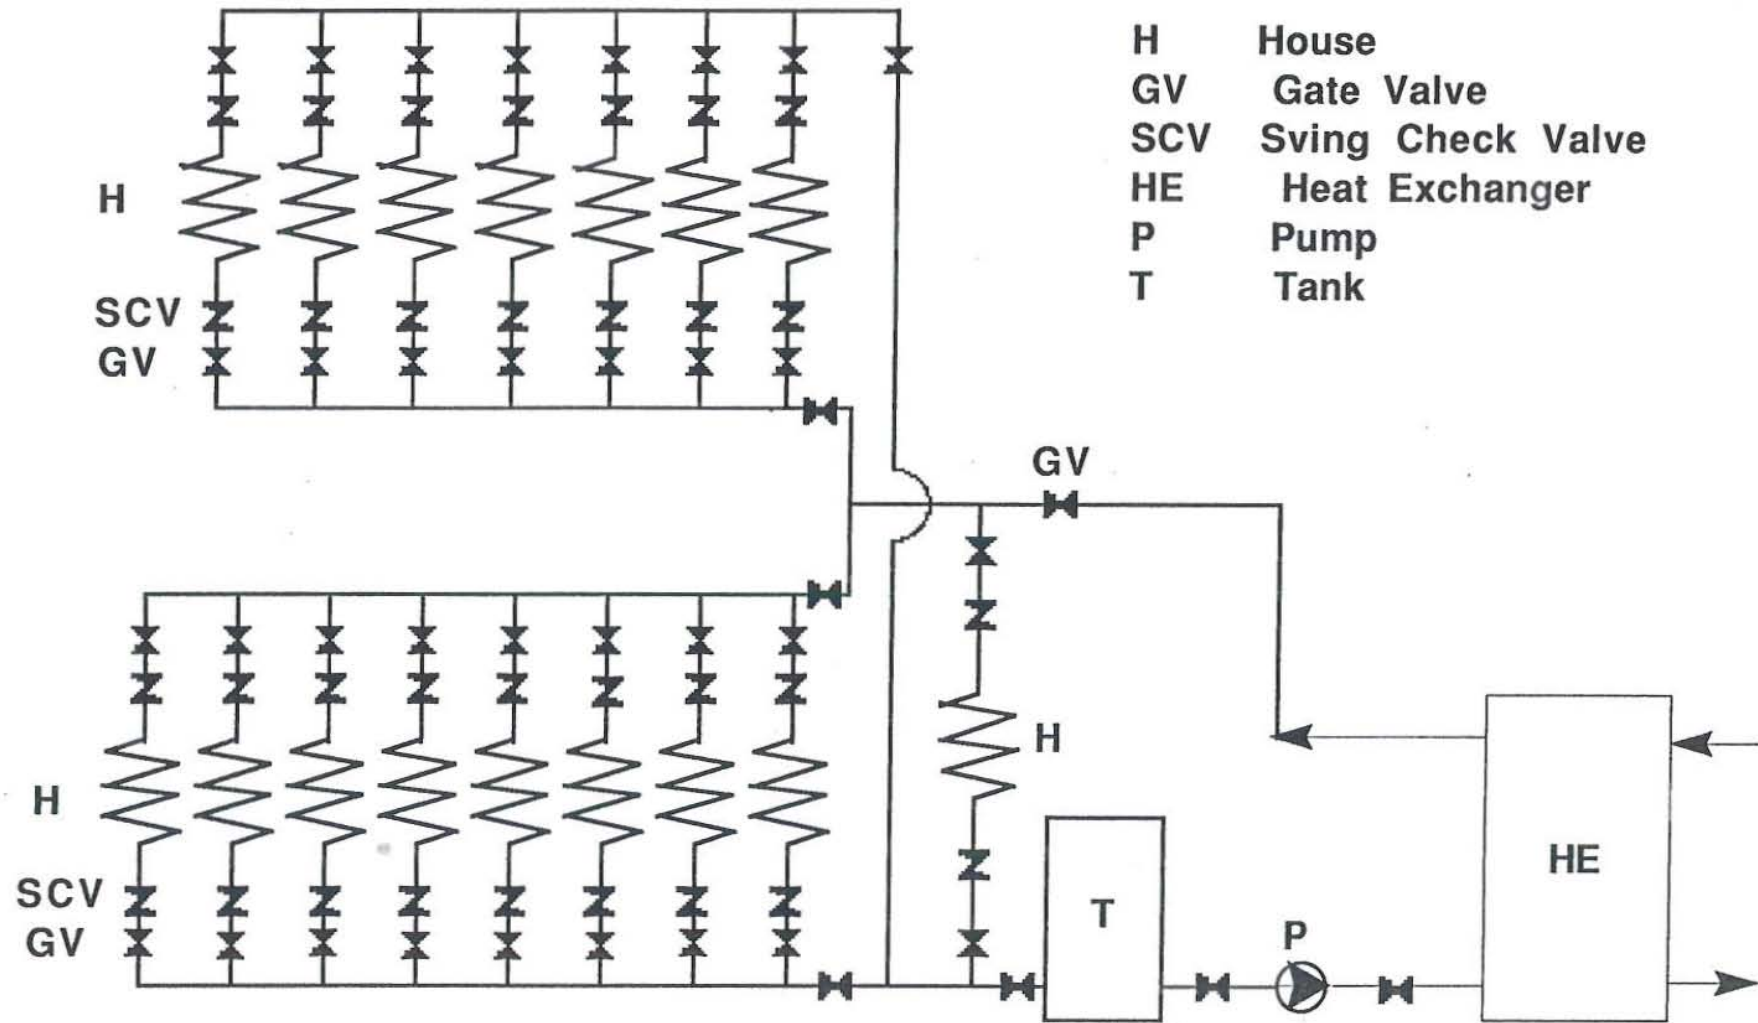 H House
GV Gate Valve
SCV Sving Check Valve
HE Heat Exchanger
P Pump
T Tank
H
SCV
GV
GV
H
H
HE
T
SCV
GV
P